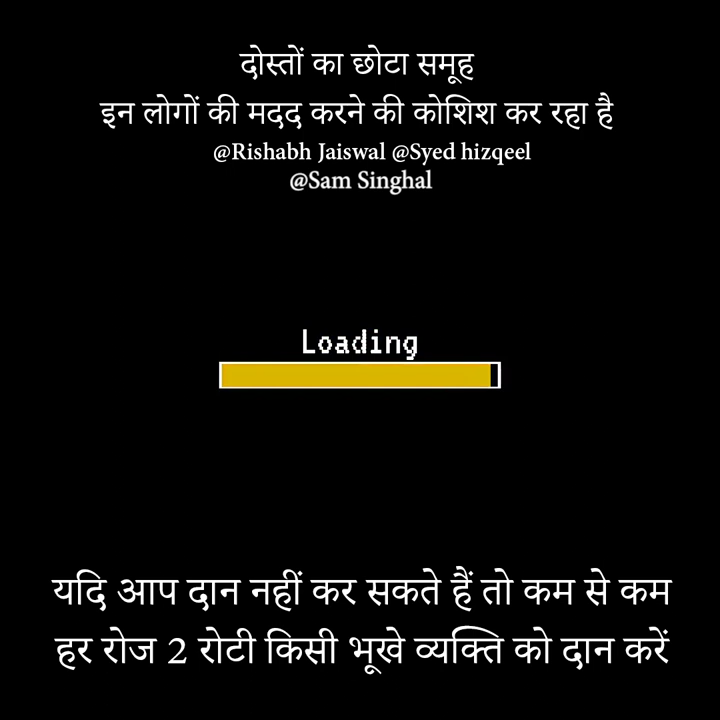 दोस्तों का छोटा समूह
इन लोगों की मदद करने की कोशिश कर रहा है
@Rishabh Jaiswal @Syed hizqeel
@Sam Singhal
Loading
यदि आप दान नहीं कर सकते हैं तो कम से कम
हर रोज 2 रोटी किसी भूखे व्यक्ति को दान करें